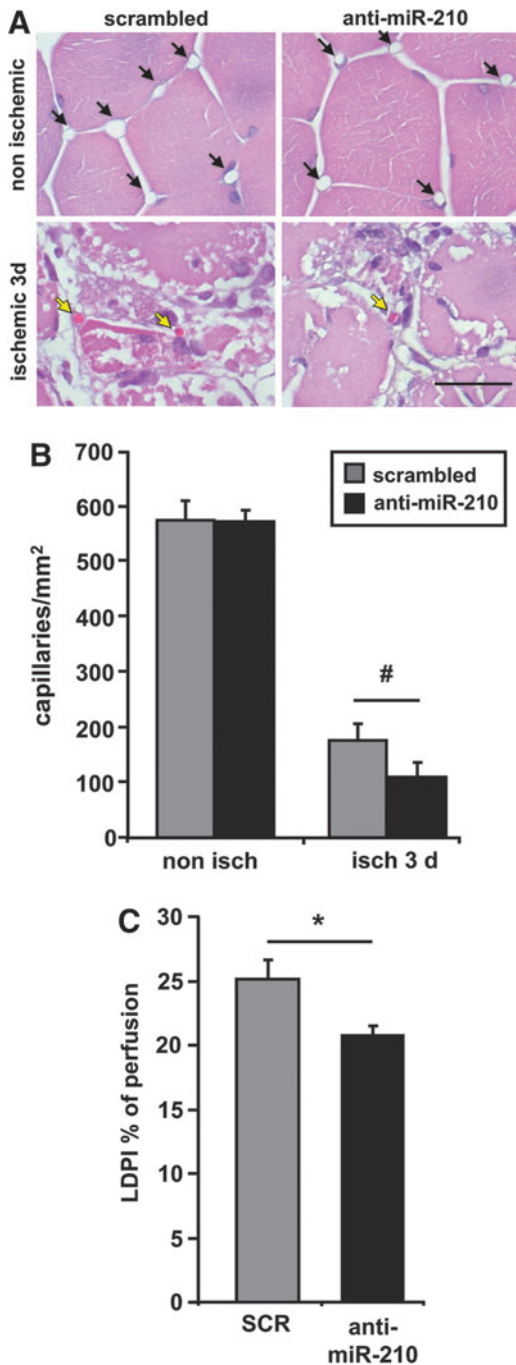 A
scrambled
anti-miR-210
non ischemic
ischemic 3d
B
700
600
500
400
300
200
100
0
capillaries/mm²
scrambled
anti-miR-210
#
non isch
isch 3 d
C
30
25
20
15
10
5
0
LDPI % of perfusion
*
SCR
anti-
miR-210